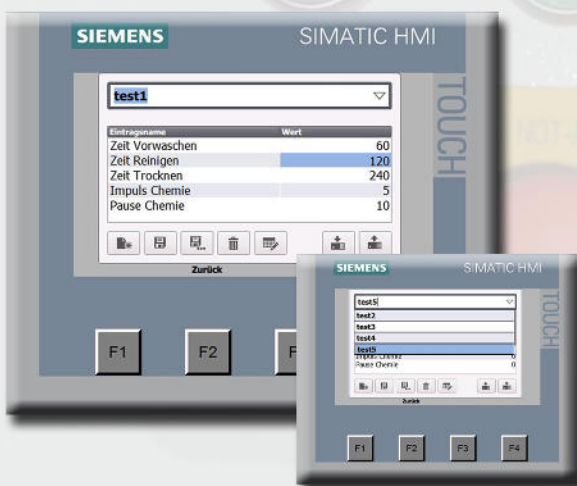 SIEMENS SIMATIC HMI
TOUCH
test1
Eintragsname Wert
Zeit Vorwaschen 60
Zeit Reinigen 120
Zeit Trocknen 240
Impuls Chemie 5
Pause Chemie 10
Zurück
F1 F2 F
SIEMENS SIMATIC HMI
TOUCH
test5
test2
test3
test4
test5
Impuls Chemie 0
Pause Chemie 0
Zurück
F1 F2 F3 F4